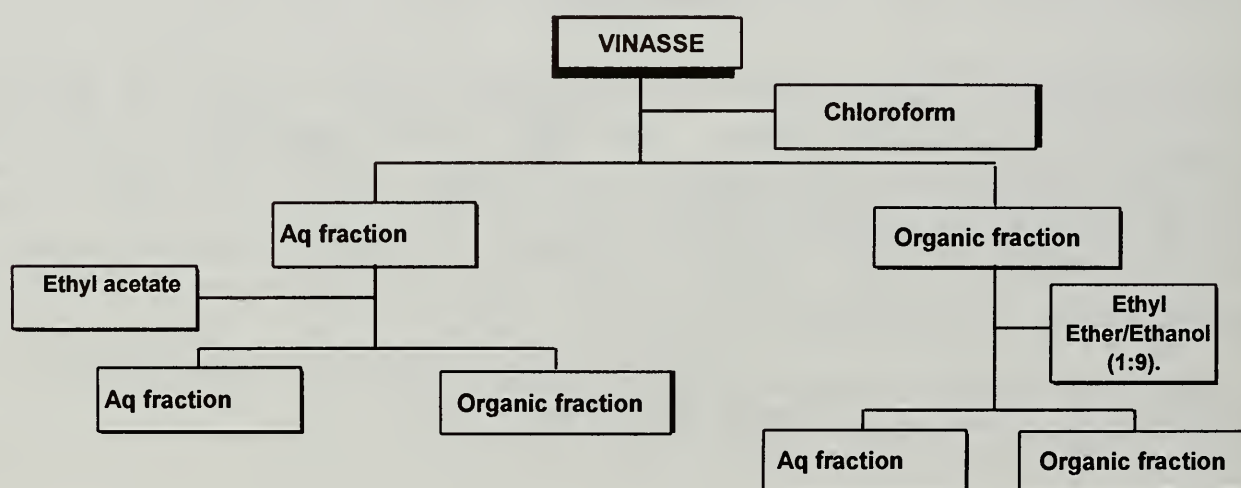 VINASSE
Chloroform
Aq fraction
Organic fraction
Ethyl acetate
Ethyl
Ether/Ethanol
(1:9).
Aq fraction
Organic fraction
Aq fraction
Organic fraction